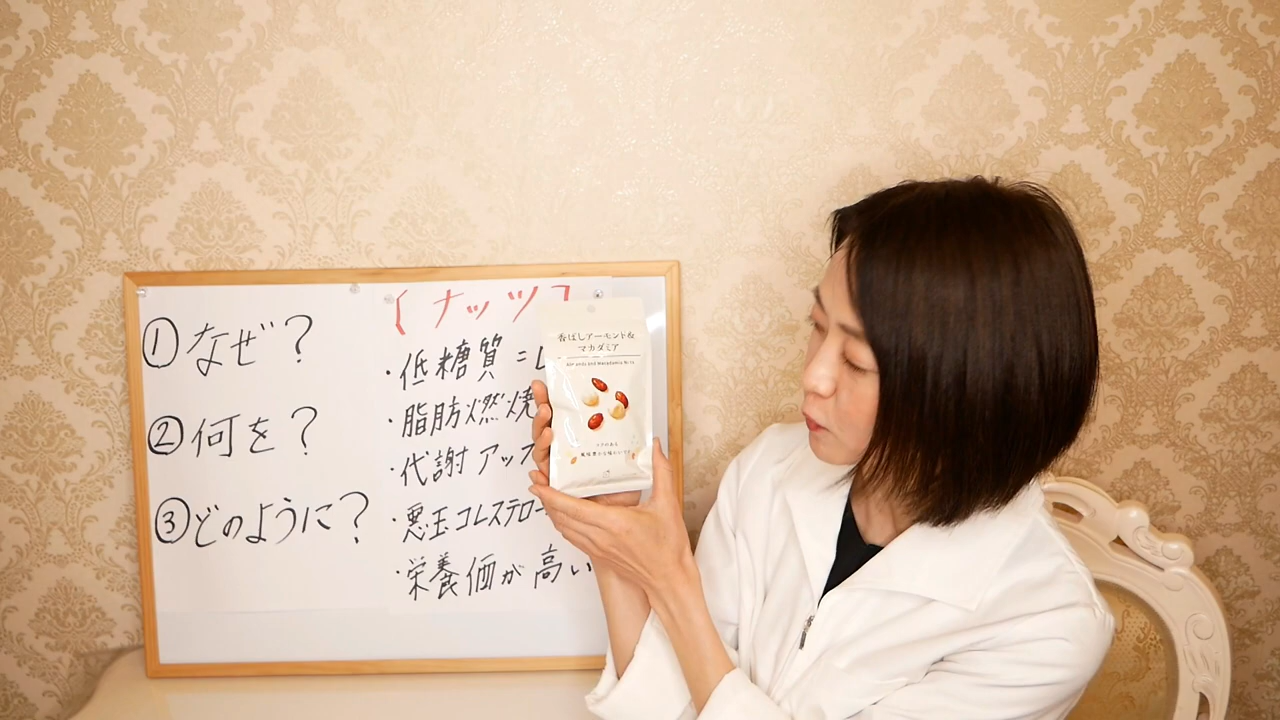 ①なぜ？
②何を？
③どのように？
[ナッツ]
・低糖質＝
・脂肪燃焼
・代謝アップ
・悪玉コレステロー
・栄養価が高い
香ばしアーモンド&
マカダミア